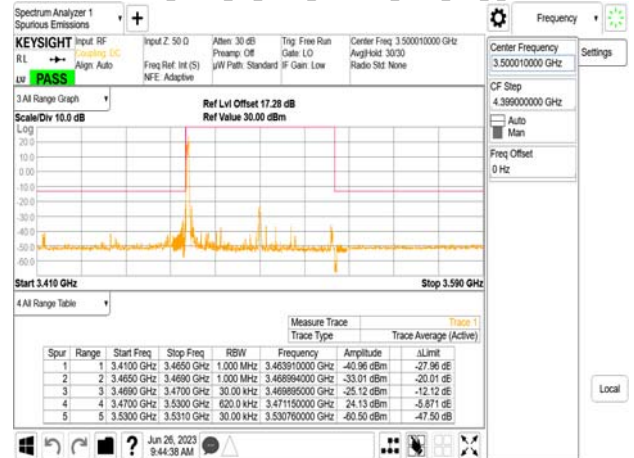 Spectrum Analyzer 1
Spurious Emissions
+
Frequency
KEYSIGHT Input: RF Input Z: 50 Ω Atten: 30 dB Trig: Free Run Center Freq: 3.500010000 GHz
RL Coupling: DC Preamp: Off Gate: LO Avg|Hold: 30/30
Align: Auto Freq Ref: Int (S) µW Path: Standard IF Gain: Low Radio Std: None
PASS NFE: Adaptive
Center Frequency
3.500010000 GHz
Settings
CF Step
4.399000000 GHz
Auto
Man
Freq Offset
0 Hz
Local
3 All Range Graph
Ref Lvl Offset 17.28 dB
Scale/Div 10.0 dB Ref Value 30.00 dBm
Log
20.0
10.0
0.00
-10.0
-20.0
-30.0
-40.0
-50.0
-60.0
Start 3.410 GHz Stop 3.590 GHz
4 All Range Table
Measure Trace Trace 1
Trace Type Trace Average (Active)
Spur Range Start Freq Stop Freq RBW Frequency Amplitude ΔLimit
1 1 3.4100 GHz 3.4650 GHz 1.000 MHz 3.463910000 GHz -40.96 dBm -27.96 dB
2 2 3.4650 GHz 3.4690 GHz 1.000 MHz 3.468994000 GHz -33.01 dBm -20.01 dB
3 3 3.4690 GHz 3.4700 GHz 30.00 kHz 3.469895000 GHz -25.12 dBm -12.12 dB
4 4 3.4700 GHz 3.5300 GHz 620.0 kHz 3.471150000 GHz 24.13 dBm -5.871 dB
5 5 3.5300 GHz 3.5310 GHz 30.00 kHz 3.530760000 GHz -60.50 dBm -47.50 dB
?
Jun 26, 2023
9:44:38 AM